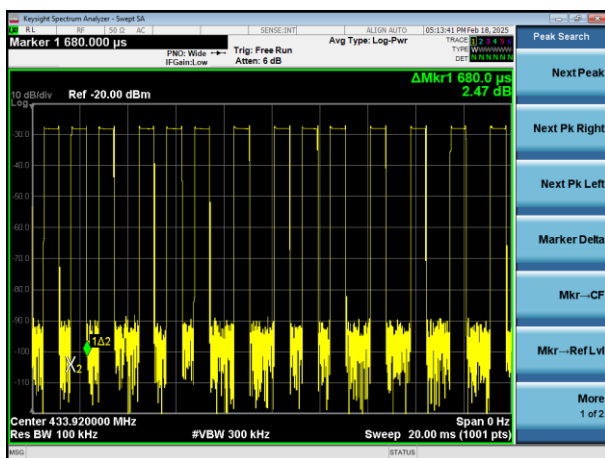 Keysight Spectrum Analyzer - Swept SA
RL RF 50 Ω AC SENSE:INT ALIGN AUTO 05:13:41 PM Feb 18, 2025
Marker 1 680.000 µs
PNO: Wide
IFGain:Low
Trig: Free Run
Atten: 6 dB
Avg Type: Log-Pwr
TRACE 1 2 3 4 5 6
TYPE W W W W W W
DET N N N N N N
Peak Search
Next Peak
Next Pk Right
Next Pk Left
Marker Delta
Mkr→CF
Mkr→Ref Lvl
More
1 of 2
ΔMkr1 680.0 µs
2.47 dB
10 dB/div Ref -20.00 dBm
Log
-30.0
-40.0
-50.0
-60.0
-70.0
-80.0
-90.0
1Δ2
-100
X2
-110
Center 433.920000 MHz Span 0 Hz
Res BW 100 kHz #VBW 300 kHz Sweep 20.00 ms (1001 pts)
MSG STATUS